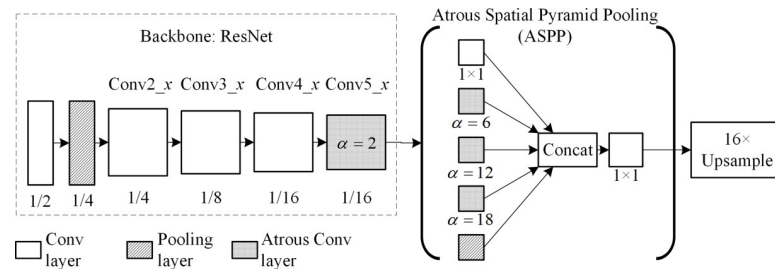 Backbone: ResNet
Conv2_x Conv3_x Conv4_x Conv5_x
α = 2
1/2 1/4 1/4 1/8 1/16 1/16
Conv layer
Pooling layer
Atrous Conv layer
Atrous Spatial Pyramid Pooling
(ASPP)
1×1
α = 6
α = 12
α = 18
Concat
1×1
16×
Upsample